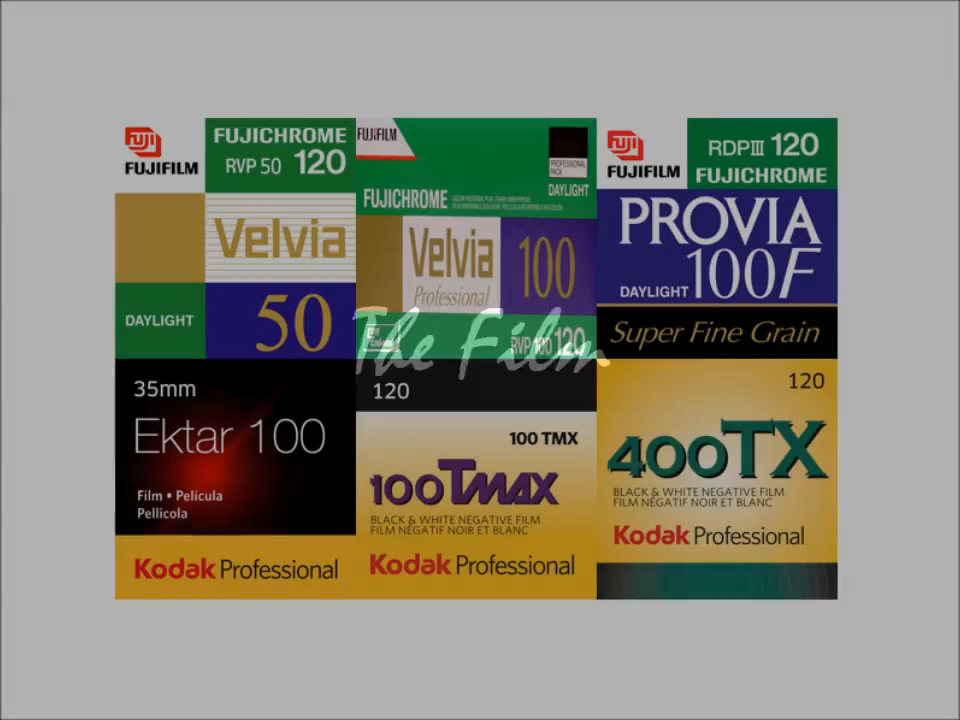 FUJIFILM
FUJICHROME
RVP 50 120
Velvia
DAYLIGHT
50
FUJIFILM
PROFESSIONAL
PACK
DAYLIGHT
FUJICHROME
Velvia
Professional
100
RVP 100 120
FUJIFILM
RDPIII 120
FUJICHROME
PROVIA
100F
DAYLIGHT
Super Fine Grain
The Film
35mm
Ektar 100
Film • Película
Pellicola
Kodak Professional
120
100 TMX
100TMAX
BLACK & WHITE NEGATIVE FILM
FILM NÉGATIF NOIR ET BLANC
Kodak Professional
120
400TX
BLACK & WHITE NEGATIVE FILM
FILM NÉGATIF NOIR ET BLANC
Kodak Professional